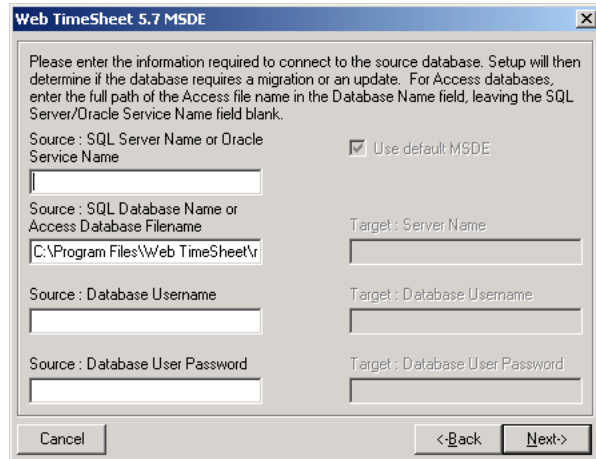 Web TimeSheet 5.7 MSDE
Please enter the information required to connect to the source database. Setup will then
determine if the database requires a migration or an update. For Access databases,
enter the full path of the Access file name in the Database Name field, leaving the SQL
Server/Oracle Service Name field blank.
Source : SQL Server Name or Oracle
Service Name
Use default MSDE
Source : SQL Database Name or
Access Database Filename
Target : Server Name
C:\Program Files\Web TimeSheet\r
Source : Database Username
Target : Database Username
Source : Database User Password
Target : Database User Password
Cancel
<-Back
Next->